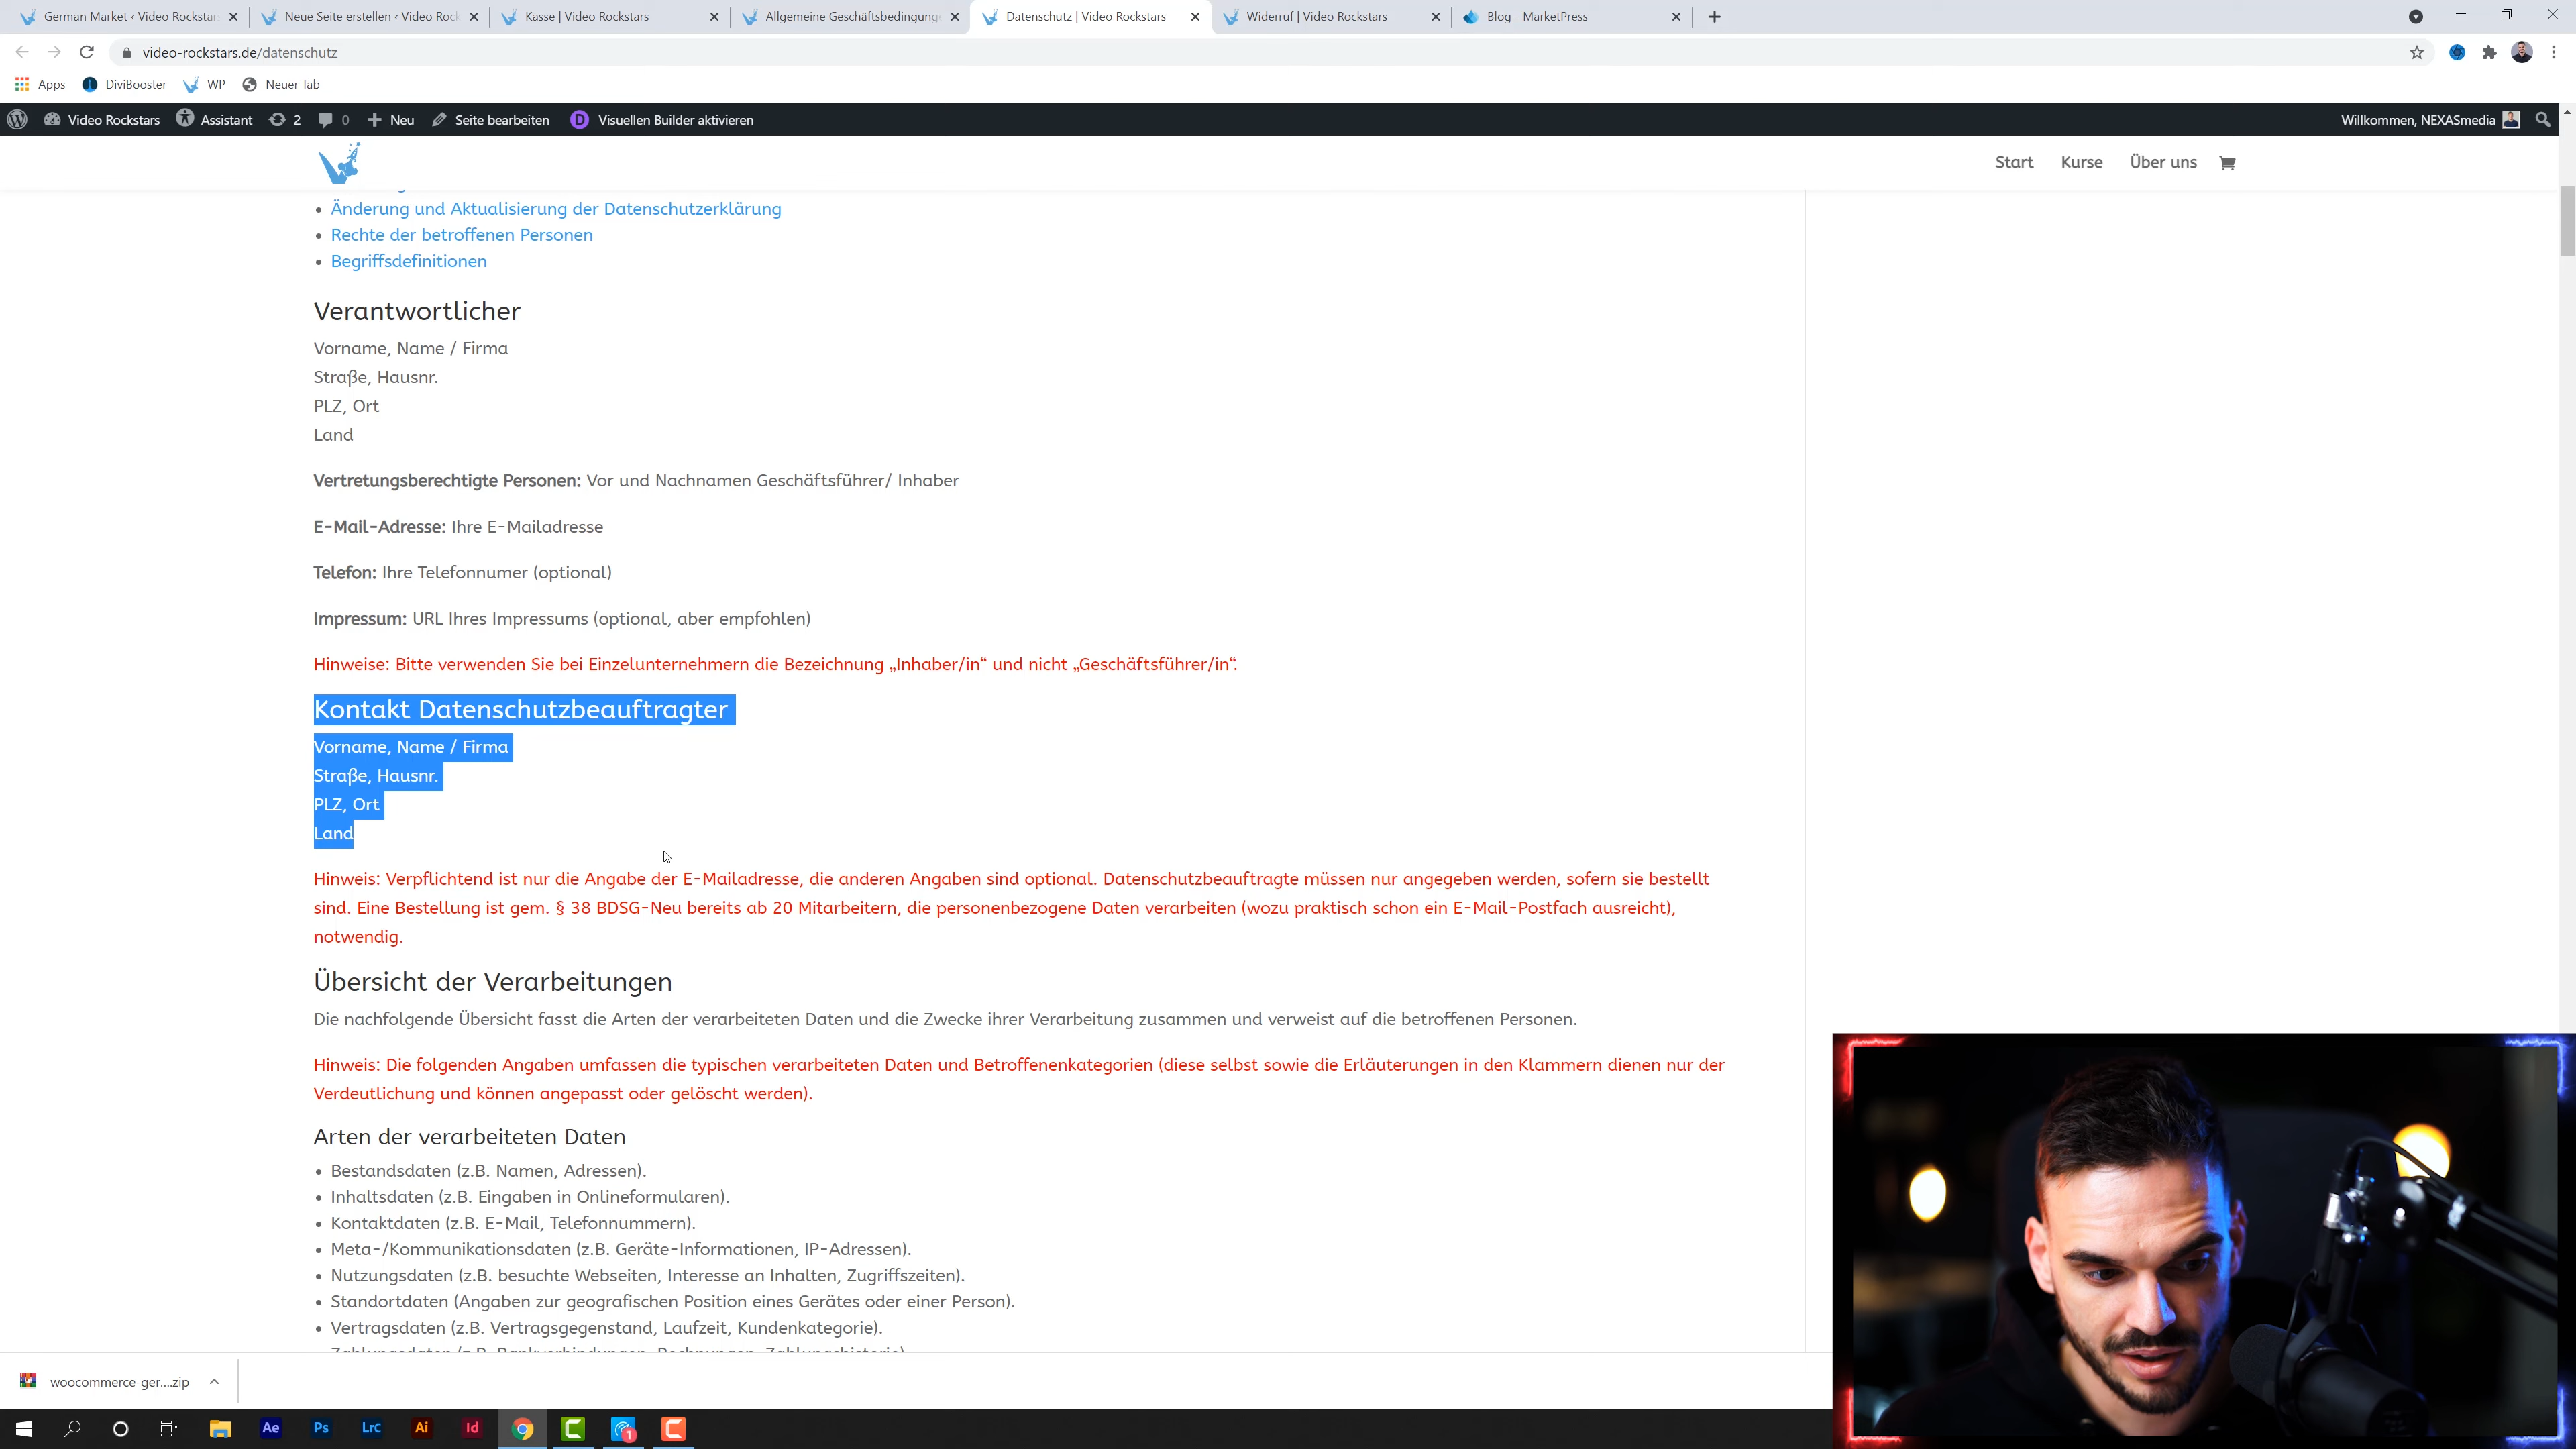 German Market ‹ Video Rockstar
Neue Seite erstellen ‹ Video Rock
Kasse | Video Rockstars
Allgemeine Geschäftsbedingung
Datenschutz | Video Rockstars
Widerruf | Video Rockstars
Blog - MarketPress
video-rockstars.de/datenschutz
Apps
DiviBooster
WP
Neuer Tab
Video Rockstars
Assistant
2
0
Neu
Seite bearbeiten
D
Visuellen Builder aktivieren
Willkommen, NEXASmedia
Start
Kurse
Über uns
Änderung und Aktualisierung der Datenschutzerklärung
Rechte der betroffenen Personen
Begriffsdefinitionen
Verantwortlicher
Vorname, Name / Firma
Straße, Hausnr.
PLZ, Ort
Land
Vertretungsberechtigte Personen: Vor und Nachnamen Geschäftsführer/ Inhaber
E-Mail-Adresse: Ihre E-Mailadresse
Telefon: Ihre Telefonnumer (optional)
Impressum: URL Ihres Impressums (optional, aber empfohlen)
Hinweise: Bitte verwenden Sie bei Einzelunternehmern die Bezeichnung „Inhaber/in“ und nicht „Geschäftsführer/in“.
Kontakt Datenschutzbeauftragter
Vorname, Name / Firma
Straße, Hausnr.
PLZ, Ort
Land
Hinweis: Verpflichtend ist nur die Angabe der E-Mailadresse, die anderen Angaben sind optional. Datenschutzbeauftragte müssen nur angegeben werden, sofern sie bestellt
sind. Eine Bestellung ist gem. § 38 BDSG-Neu bereits ab 20 Mitarbeitern, die personenbezogene Daten verarbeiten (wozu praktisch schon ein E-Mail-Postfach ausreicht),
notwendig.
Übersicht der Verarbeitungen
Die nachfolgende Übersicht fasst die Arten der verarbeiteten Daten und die Zwecke ihrer Verarbeitung zusammen und verweist auf die betroffenen Personen.
Hinweis: Die folgenden Angaben umfassen die typischen verarbeiteten Daten und Betroffenenkategorien (diese selbst sowie die Erläuterungen in den Klammern dienen nur der
Verdeutlichung und können angepasst oder gelöscht werden).
Arten der verarbeiteten Daten
Bestandsdaten (z.B. Namen, Adressen).
Inhaltsdaten (z.B. Eingaben in Onlineformularen).
Kontaktdaten (z.B. E-Mail, Telefonnummern).
Meta-/Kommunikationsdaten (z.B. Geräte-Informationen, IP-Adressen).
Nutzungsdaten (z.B. besuchte Webseiten, Interesse an Inhalten, Zugriffszeiten).
Standortdaten (Angaben zur geografischen Position eines Gerätes oder einer Person).
Vertragsdaten (z.B. Vertragsgegenstand, Laufzeit, Kundenkategorie).
Zahlungsdaten (z.B. Bankverbindungen, Rechnungen, Zahlungshistorie).
woocommerce-ger....zip
Ae
Ps
Lrc
Ai
Id
1